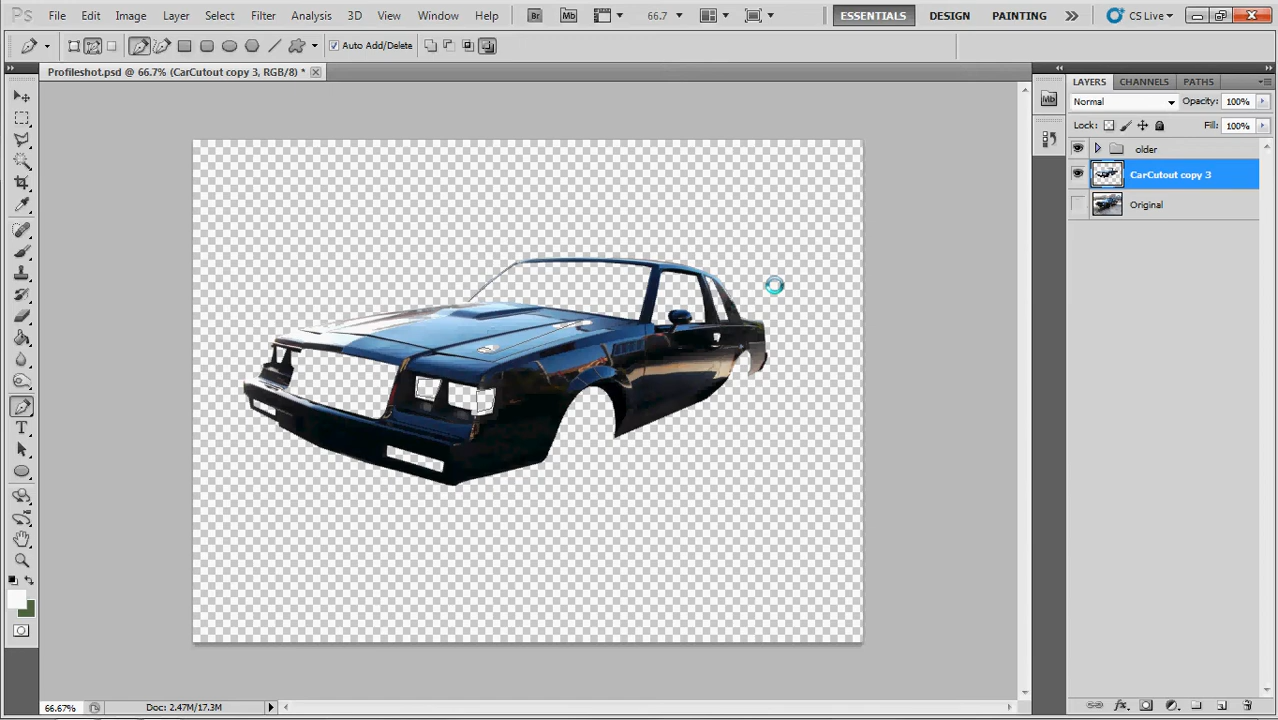 Ps File Edit Image Layer Select Filter Analysis 3D View Window Help Br Mb 66.7 ESSENTIALS DESIGN PAINTING CS Live
Auto Add/Delete
Profileshot.psd @ 66.7% (CarCutout copy 3, RGB/8) *
LAYERS CHANNELS PATHS
Mb
Normal Opacity: 100%
Lock: Fill: 100%
older
CarCutout copy 3
Original
T
66.67% Doc: 2.47M/17.3M
fx